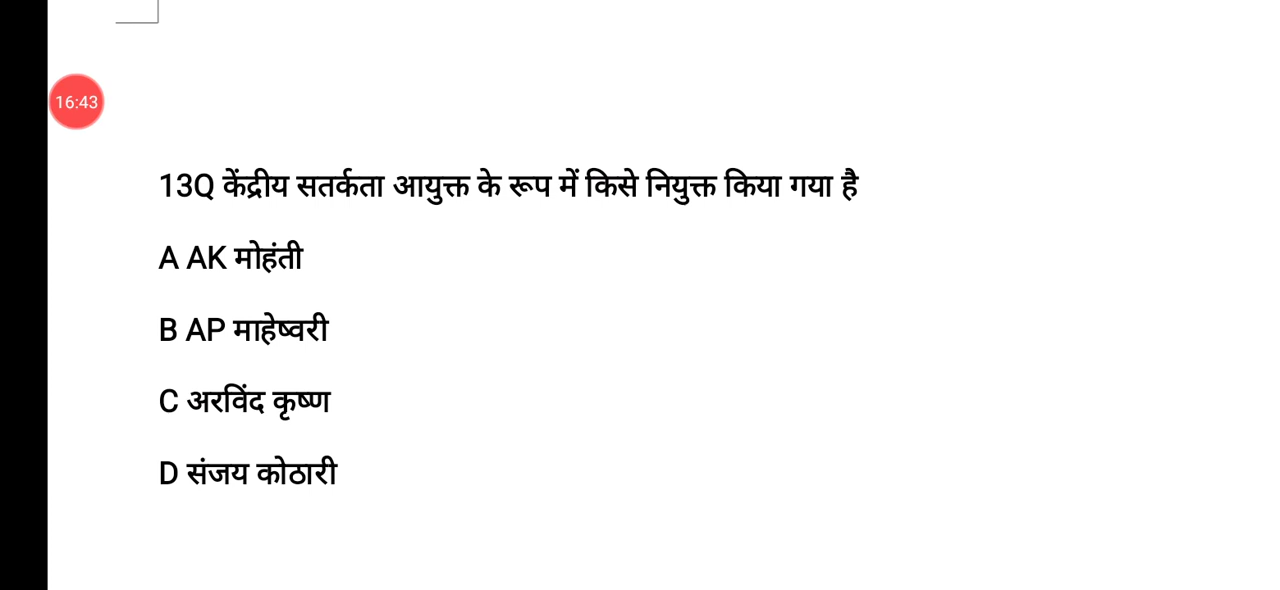 16:43
13Q केंद्रीय सतर्कता आयुक्त के रूप में किसे नियुक्त किया गया है
A AK मोहंती
B AP माहेष्वरी
C अरविंद कृष्ण
D संजय कोठारी